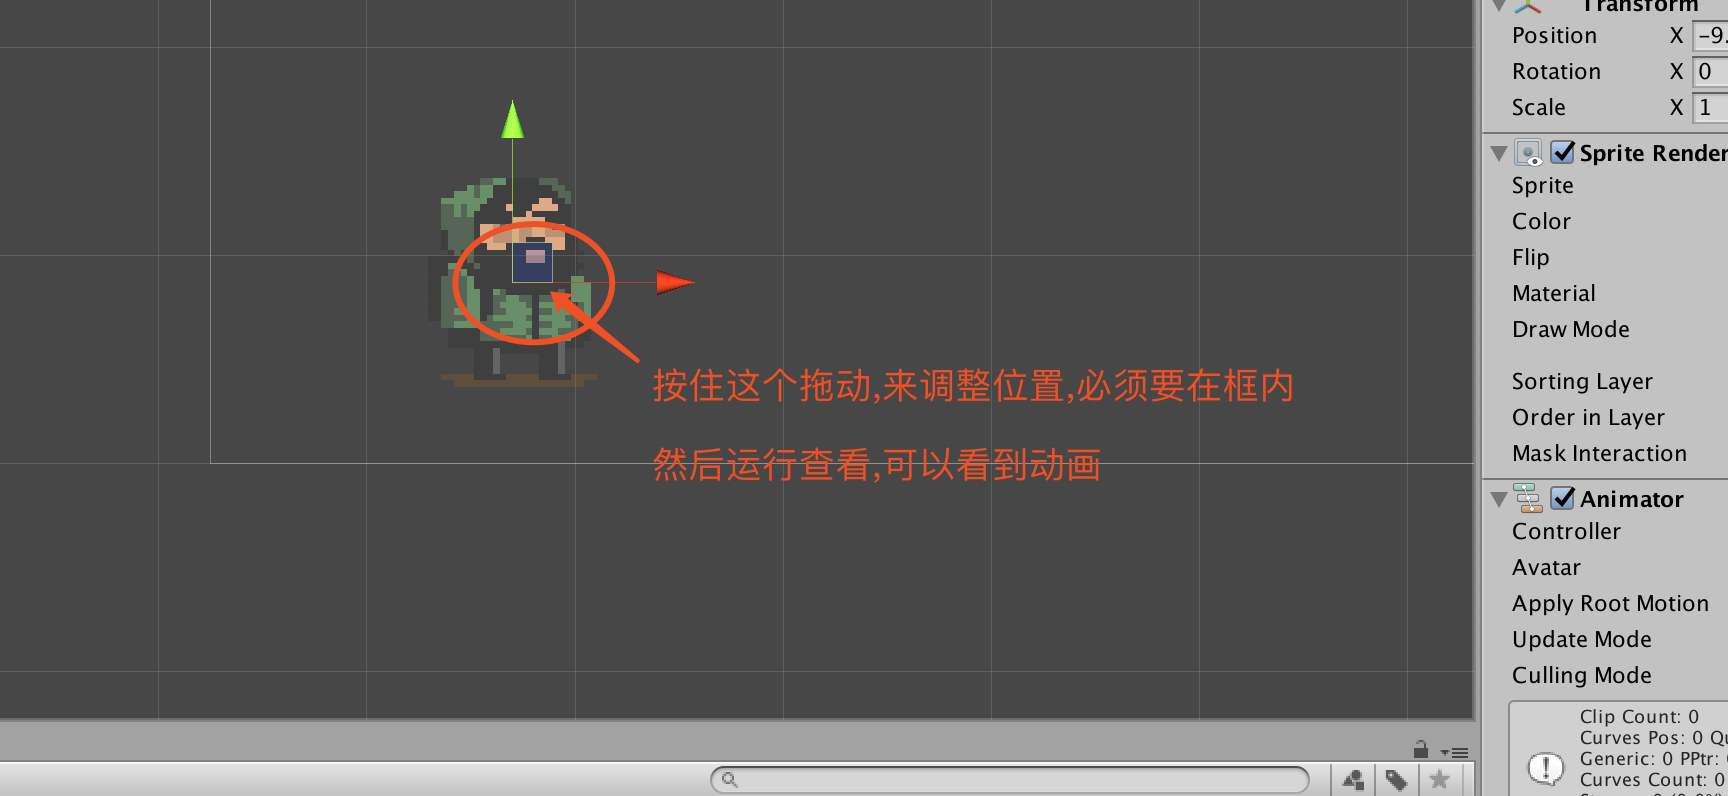 Transform
Position X -9.
Rotation X 0
Scale X 1
Sprite Render
Sprite
Color
Flip
Material
Draw Mode
按住这个拖动,来调整位置,必须要在框内
Sorting Layer
Order in Layer
然后运行查看,可以看到动画
Mask Interaction
Animator
Controller
Avatar
Apply Root Motion
Update Mode
Culling Mode
Clip Count: 0
Curves Pos: 0 Qu
Generic: 0 PPtr:
Curves Count: 0